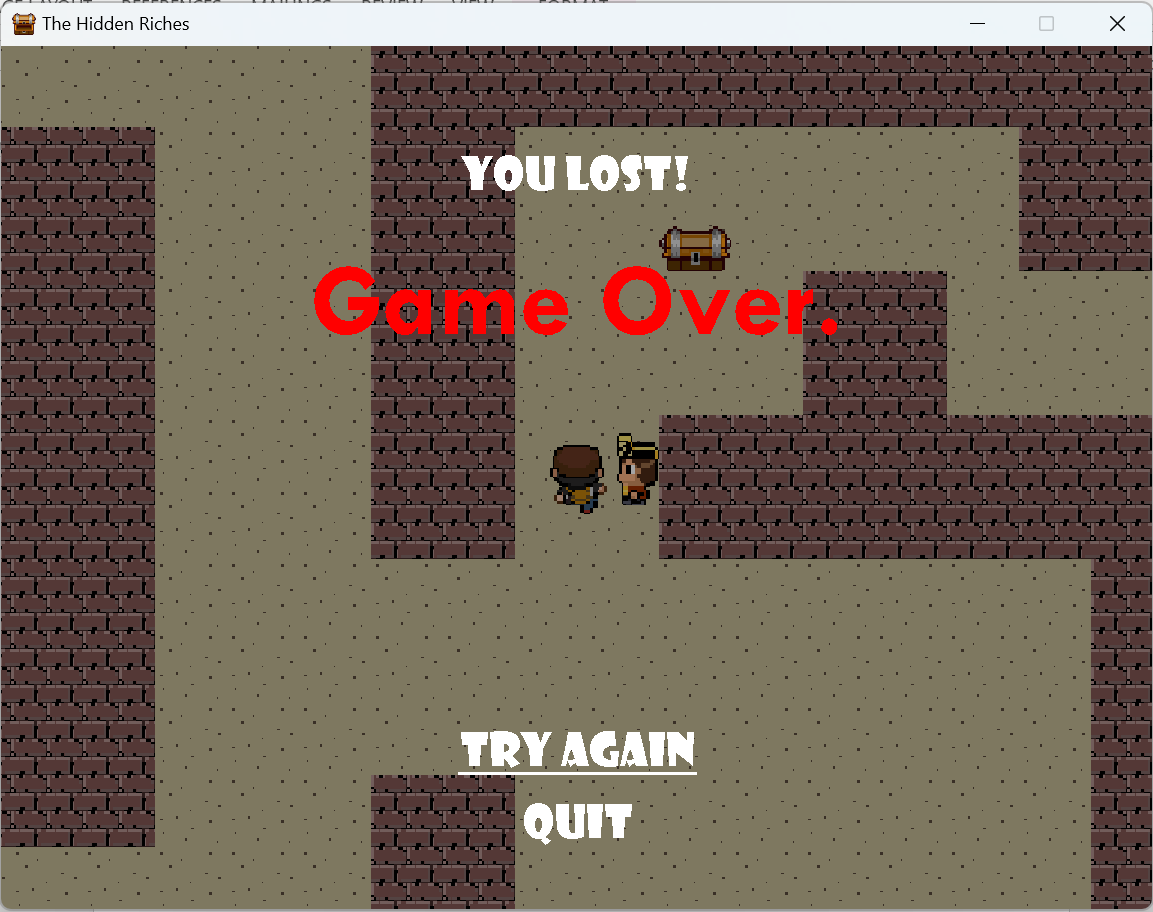 The Hidden Riches
YOU LOST!
Game Over.
TRY AGAIN
QUIT